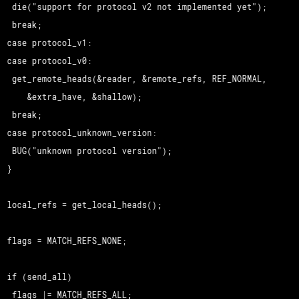 die("support for protocol v2 not implemented yet");
break;
case protocol_v1:
case protocol_v0:
get_remote_heads(&reader, &remote_refs, REF_NORMAL,
&extra_have, &shallow);
break;
case protocol_unknown_version:
BUG("unknown protocol version");
}
local_refs = get_local_heads();
flags = MATCH_REFS_NONE;
if (send_all)
flags |= MATCH_REFS_ALL;